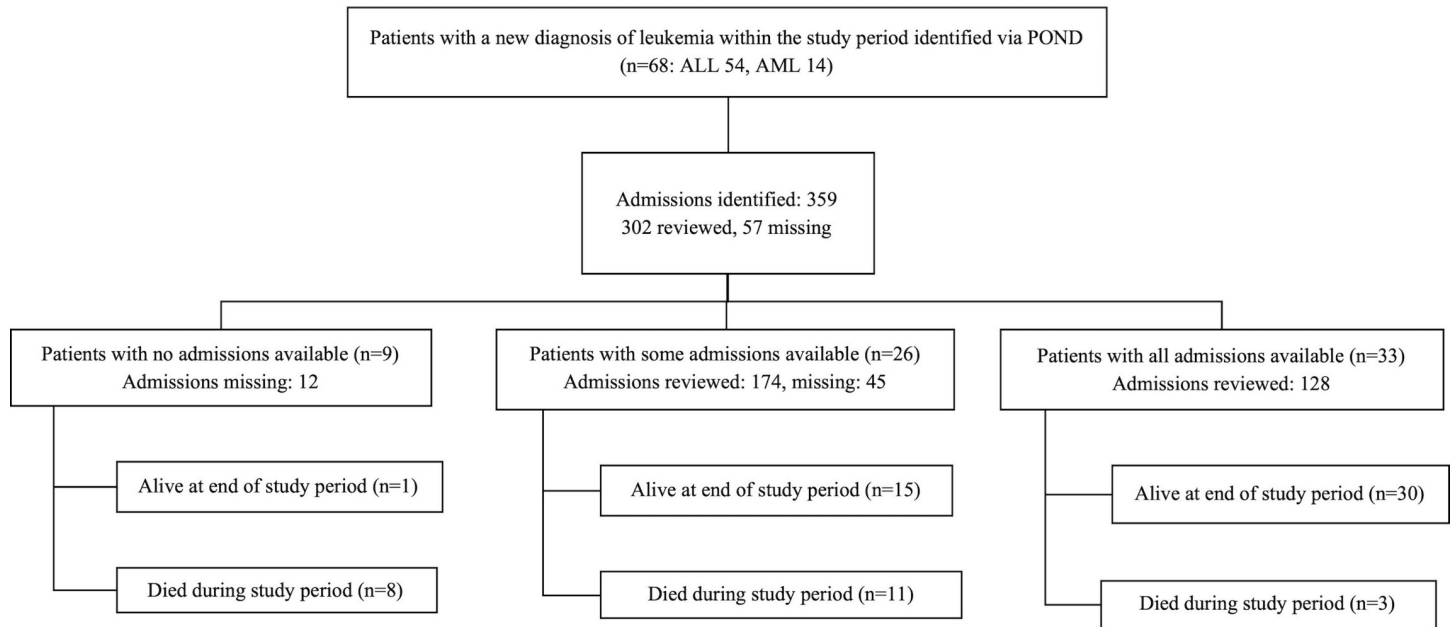 Patients with a new diagnosis of leukemia within the study period identified via POND
(n=68: ALL 54, AML 14)
Admissions identified: 359
302 reviewed, 57 missing
Patients with no admissions available (n=9)
Admissions missing: 12
Alive at end of study period (n=1)
Died during study period (n=8)
Patients with some admissions available (n=26)
Admissions reviewed: 174, missing: 45
Alive at end of study period (n=15)
Died during study period (n=11)
Patients with all admissions available (n=33)
Admissions reviewed: 128
Alive at end of study period (n=30)
Died during study period (n=3)